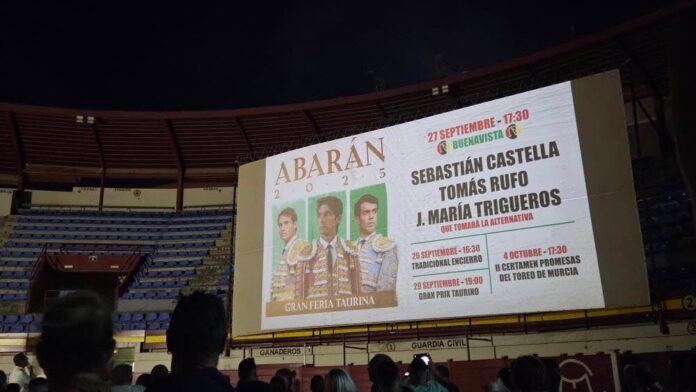 27 SEPTIEMBRE - 17:30
BUENAVISTA
ABARÁN
2025
SEBASTIÁN CASTELLA
TOMÁS RUFO
J. MARÍA TRIGUEROS
QUE TOMARÁ LA ALTERNATIVA
26 SEPTIEMBRE - 16:30
TRADICIONAL ENCIERRO
4 OCTUBRE - 17:30
II CERTAMEN PROMESAS
DEL TOREO DE MURCIA
29 SEPTIEMBRE - 19:00
GRAN PRIX TAURINO
GRAN FERIA TAURINA
GANADEROS
GUARDIA CIVIL